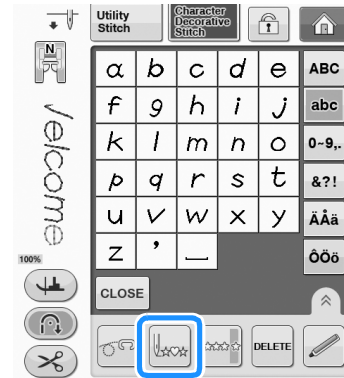 Utility Stitch
Character Decorative Stitch
N
a b c d e ABC
f g h i j abc
k l m n o 0~9,.
p q r s t &?!
u v w x y ÄÅä
z ’ _ ÔÖö
Welcome
100%
CLOSE
DELETE